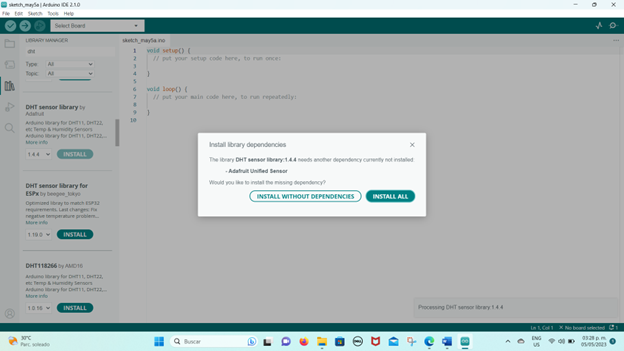 sketch_may5a | Arduino IDE 2.1.0
File Edit Sketch Tools Help
Select Board
LIBRARY MANAGER
dht
Type: All
Topic: All
DHT sensor library by
Adafruit
Arduino library for DHT11, DHT22,
etc Temp & Humidity Sensors
Arduino library for DHT11, DHT22,...
More info
1.4.4 INSTALL
DHT sensor library for
ESPx by beegee_tokyo
Optimized libray to match ESP32
requirements. Last changes: Fix
negative temperature problem...
More info
1.19.0 INSTALL
DHT118266 by AMD10
Arduino library for DHT11, DHT22,
etc Temp & Humidity Sensors
Arduino library for DHT11, DHT22,...
More info
1.0.10 INSTALL
sketch_may5a.ino
1 void setup() {
2 // put your setup code here, to run once:
3
4 }
5
6 void loop() {
7 // put your main code here, to run repeatedly:
8
9 }
10
Install library dependencies
The library DHT sensor library:1.4.4 needs another dependency currently not installed:
- Adafruit Unified Sensor
Would you like to install the missing dependency?
INSTALL WITHOUT DEPENDENCIES INSTALL ALL
Processing DHT sensor library:1.4.4
Ln 1, Col 1 No board selected 1
30°C
Parc. soleado
Buscar
DELL
ENG
US
03:28 p. m.
05/05/2023